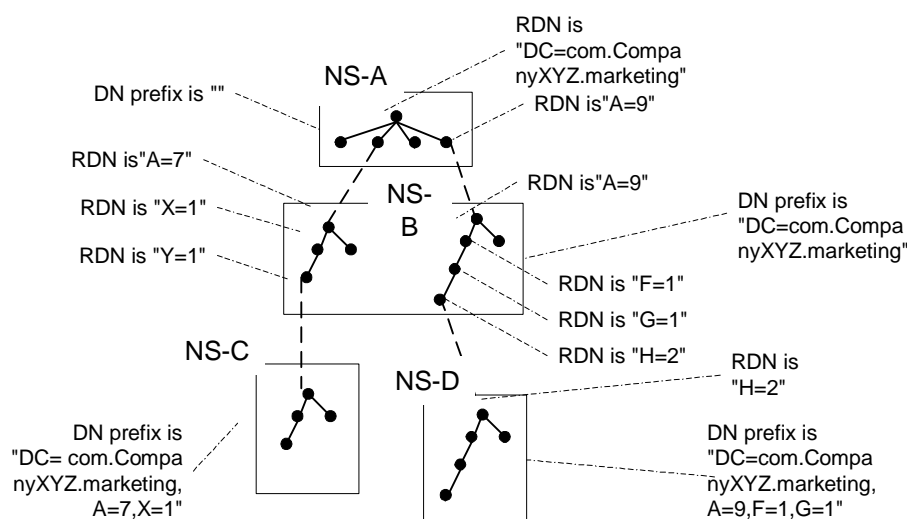 RDN is
"DC=com.Compa
nyXYZ.marketing"
NS-A
DN prefix is ""
RDN is"A=9"
RDN is"A=7"
NS-
B
RDN is"A=9"
RDN is "X=1"
DN prefix is
"DC=com.Compa
nyXYZ.marketing"
RDN is "Y=1"
RDN is "F=1"
RDN is "G=1"
RDN is "H=2"
NS-C
NS-D
RDN is
"H=2"
DN prefix is
"DC= com.Compa
nyXYZ.marketing,
A=7,X=1"
DN prefix is
"DC=com.Compa
nyXYZ.marketing,
A=9,F=1,G=1"